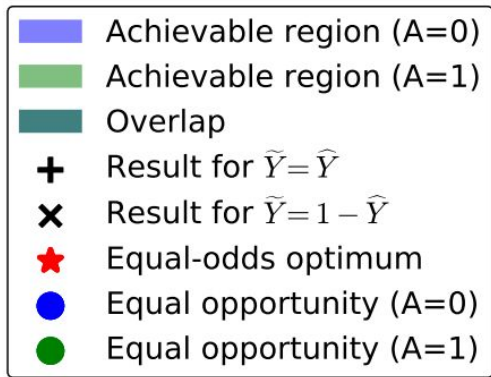 Achievable region (A=0)
Achievable region (A=1)
Overlap
Result for Ỹ=Ŷ
Result for Ỹ=1−Ŷ
Equal-odds optimum
Equal opportunity (A=0)
Equal opportunity (A=1)